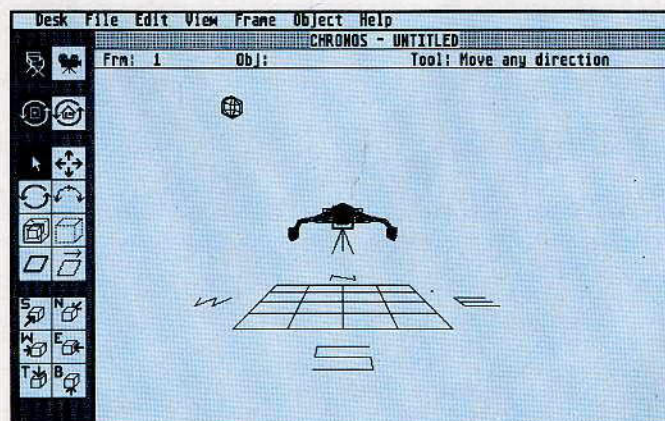 Desk File Edit View Frame Object Help
CHRONOS - UNTITLED
Frm: 1 Obj: Tool: Move any direction
S N
W E
T B